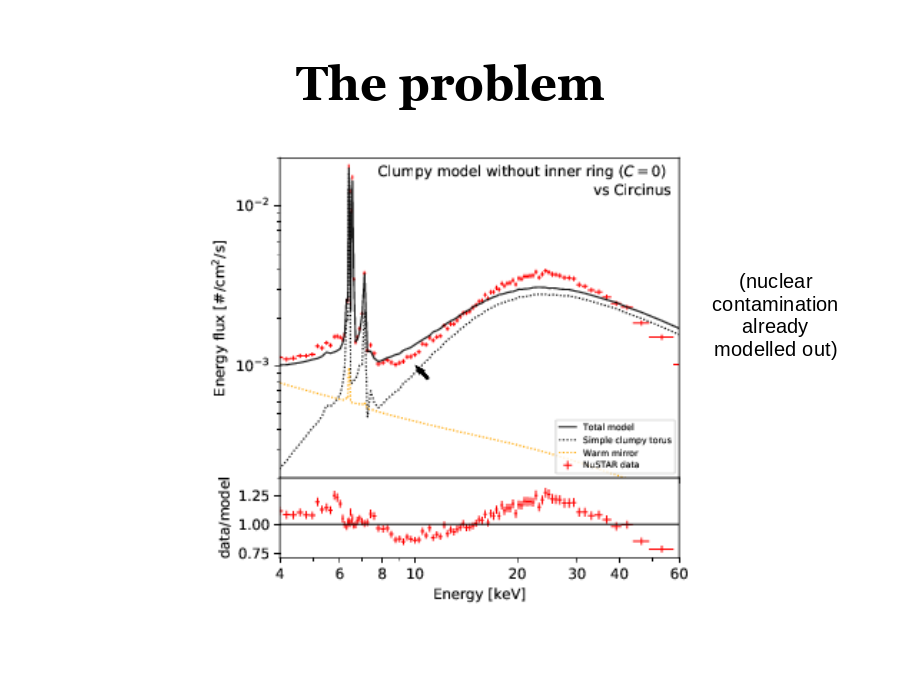 The problem
Clumpy model without inner ring (C = 0)
vs Circinus
10⁻²
10⁻³
Energy flux [#/cm²/s]
(nuclear
contamination
already
modelled out)
Total model
Simple clumpy torus
Warm mirror
NuSTAR data
data/model
1.25
1.00
0.75
4 6 8 10 20 30 40 60
Energy [keV]